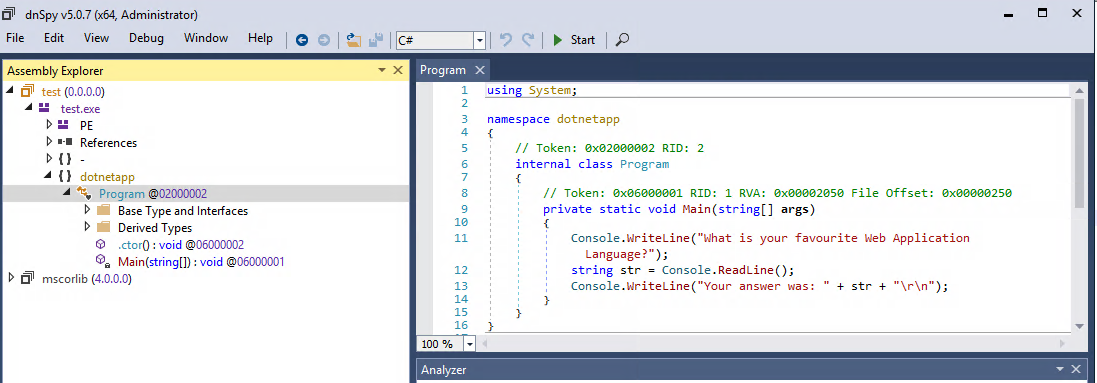 dnSpy v5.0.7 (x64, Administrator)
File Edit View Debug Window Help C# Start
Assembly Explorer
test (0.0.0.0)
test.exe
PE
References
{ } -
{ } dotnetapp
Program @02000002
Base Type and Interfaces
Derived Types
.ctor() : void @06000002
Main(string[]) : void @06000001
mscorlib (4.0.0.0)
Program
1 using System;
2
3 namespace dotnetapp
4 {
5 // Token: 0x02000002 RID: 2
6 internal class Program
7 {
8 // Token: 0x06000001 RID: 1 RVA: 0x00002050 File Offset: 0x00000250
9 private static void Main(string[] args)
10 {
11 Console.WriteLine("What is your favourite Web Application
Language?");
12 string str = Console.ReadLine();
13 Console.WriteLine("Your answer was: " + str + "\r\n");
14 }
15 }
16 }
100 %
Analyzer